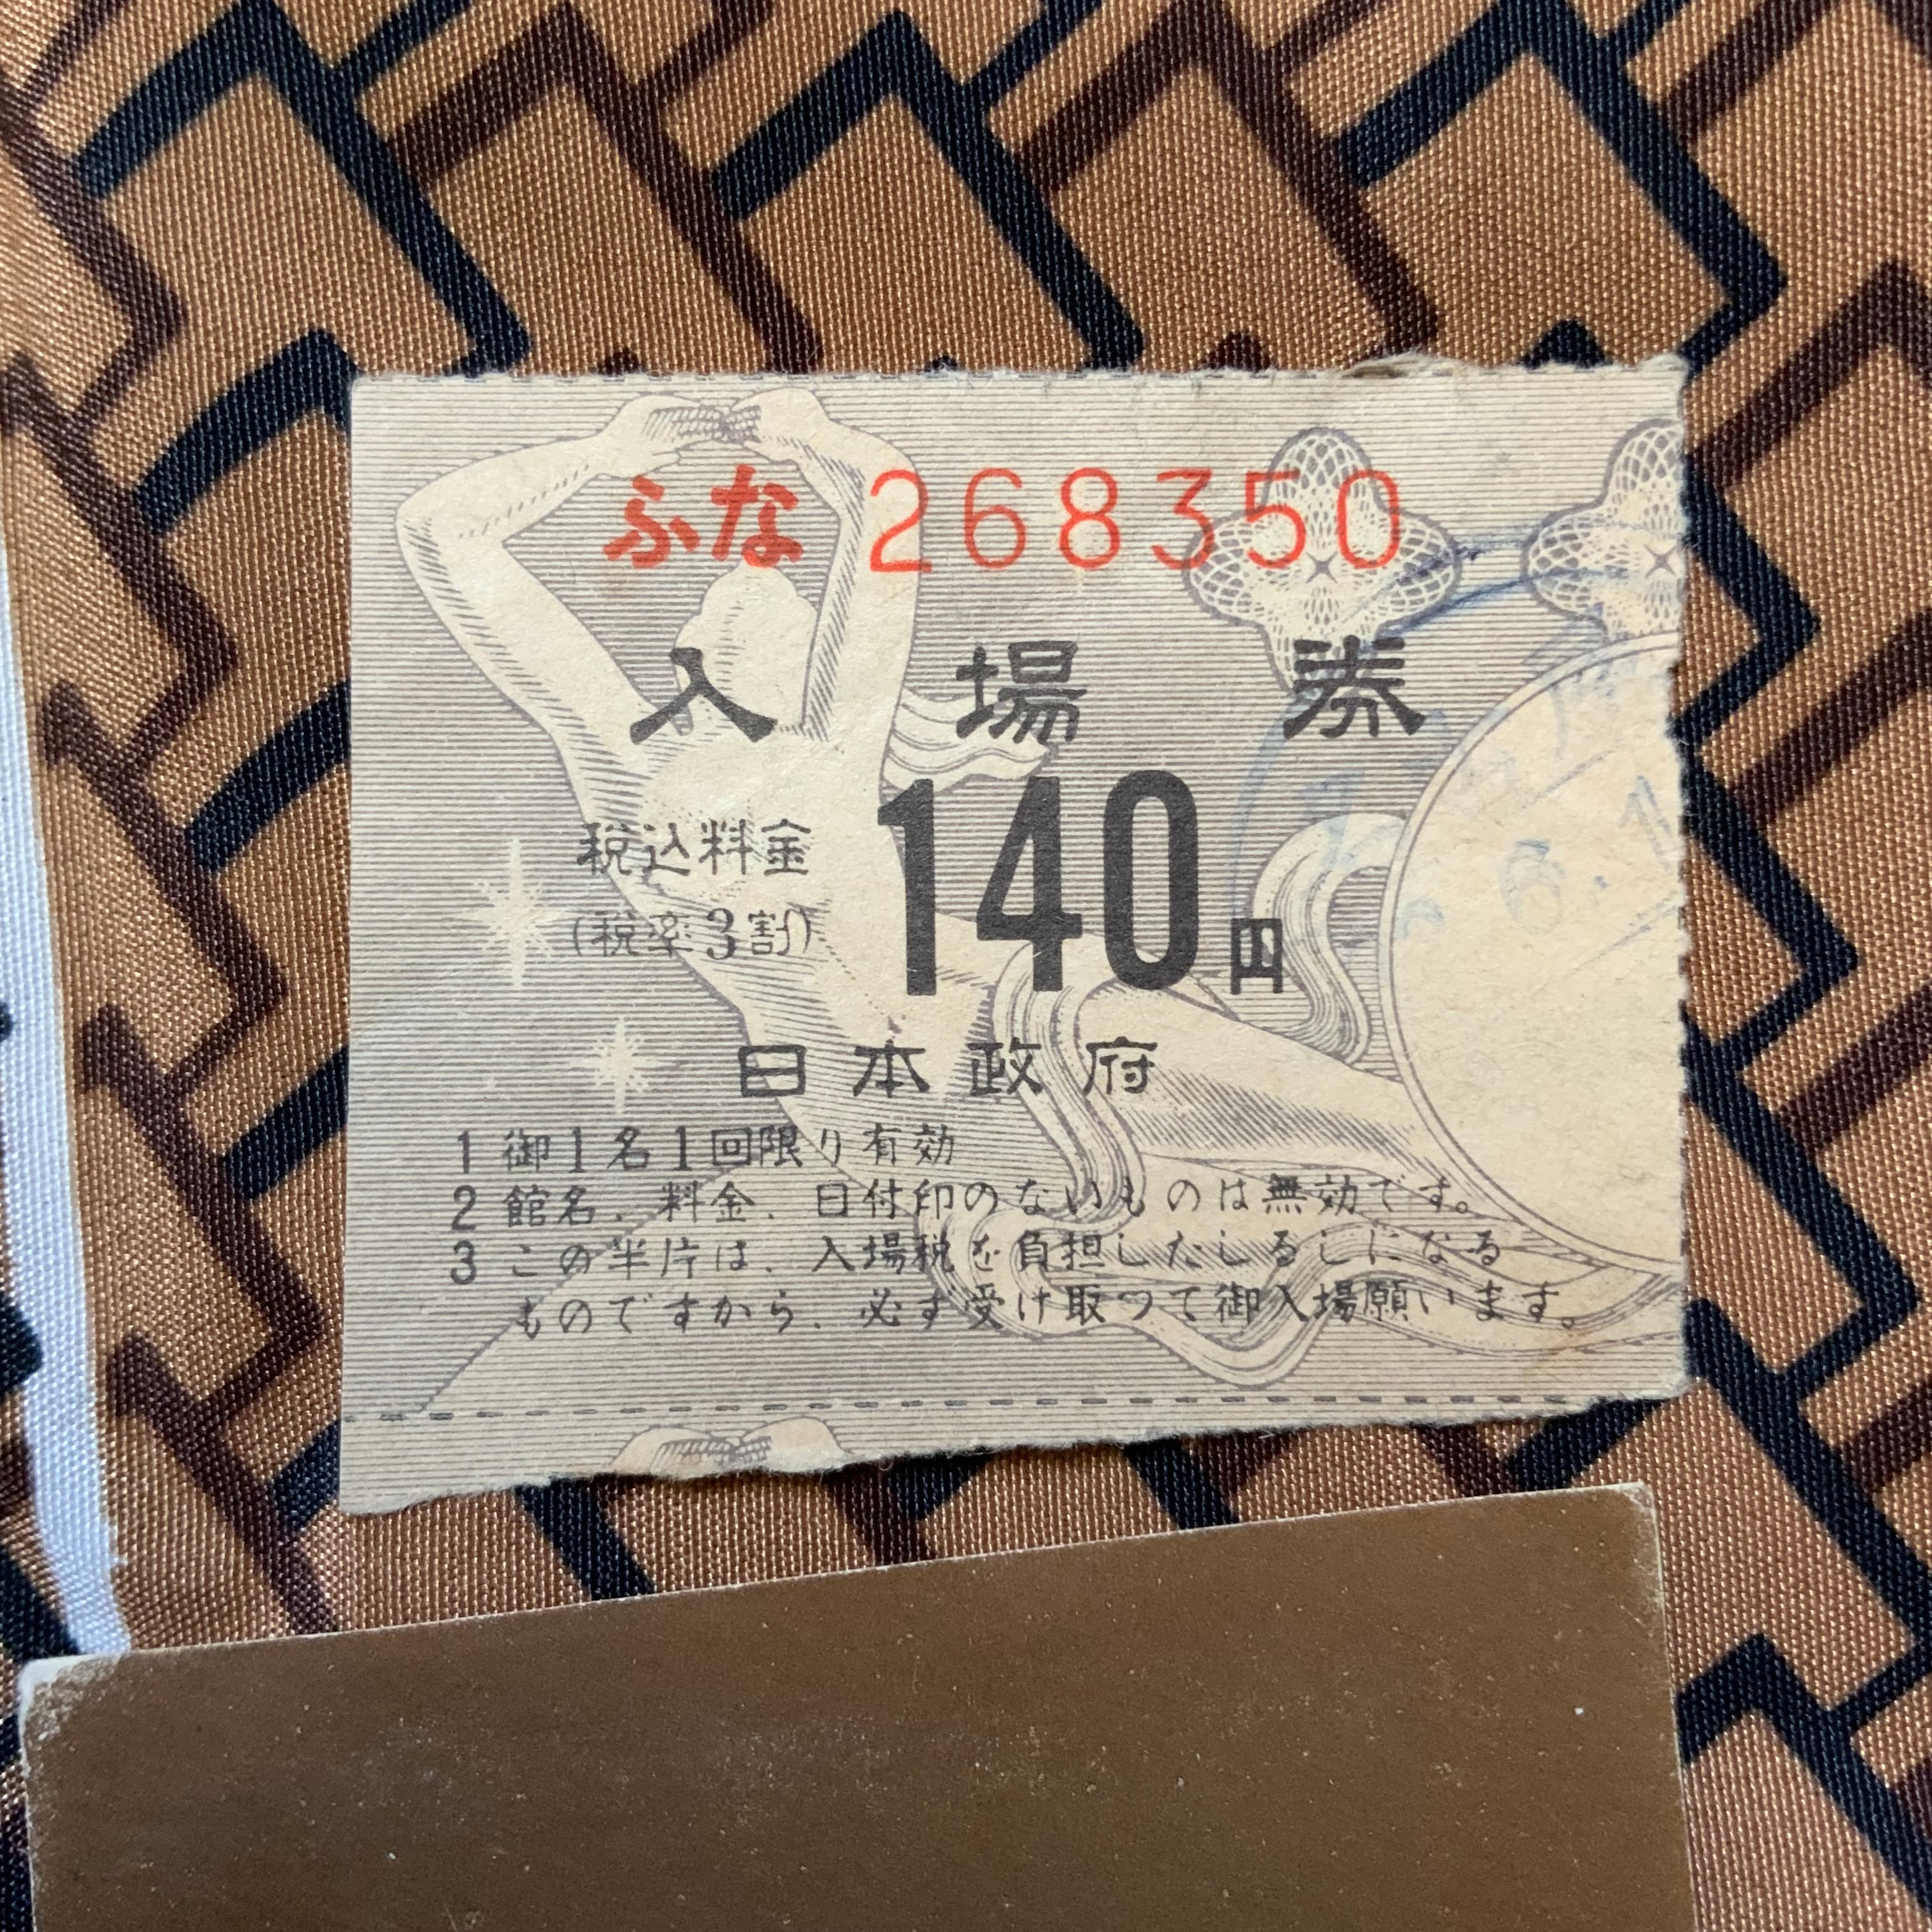 ふな 268350
入場券
税込料金 140円
(税率3割)
日本政府
1 御1名1回限り有効
2 館名、料金、日付印のないものは無効です。
3 この半片は、入場税を負担したしるしになる
ものですから、必ず受け取つて御入場願います。